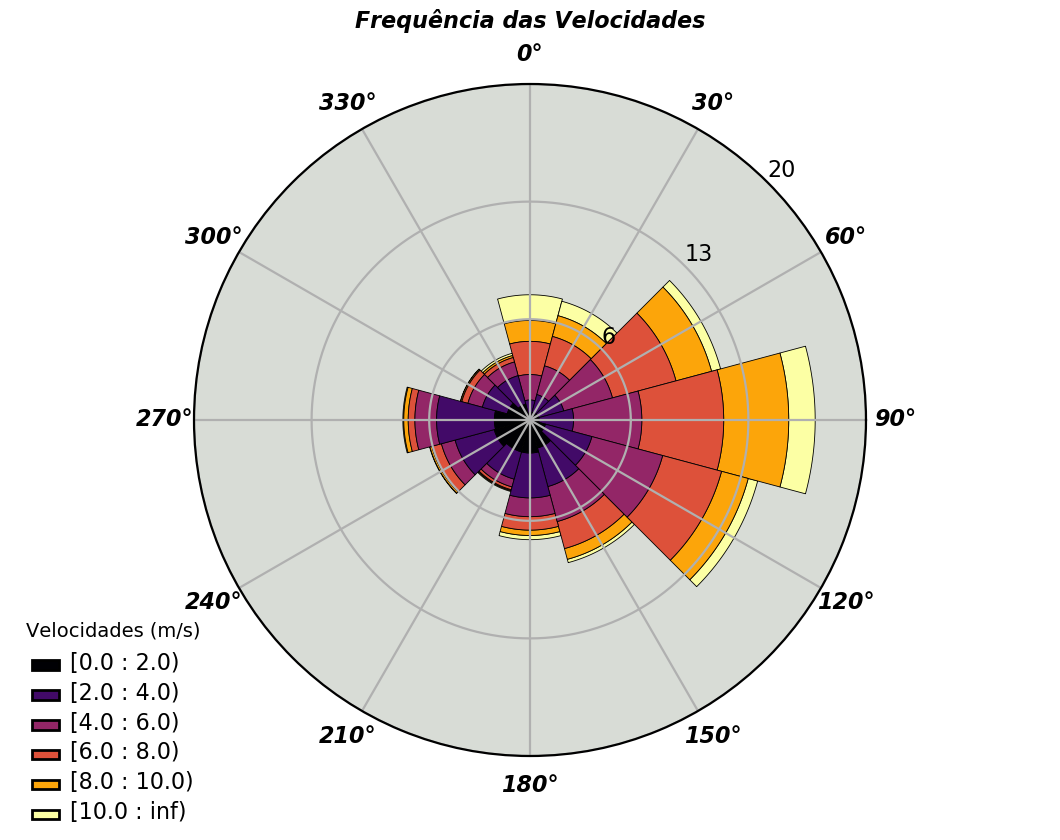 Frequência das Velocidades
0°
330°
30°
20
300°
60°
13
6
270°
90°
240°
120°
210°
150°
180°
Velocidades (m/s)
[0.0 : 2.0)
[2.0 : 4.0)
[4.0 : 6.0)
[6.0 : 8.0)
[8.0 : 10.0)
[10.0 : inf)